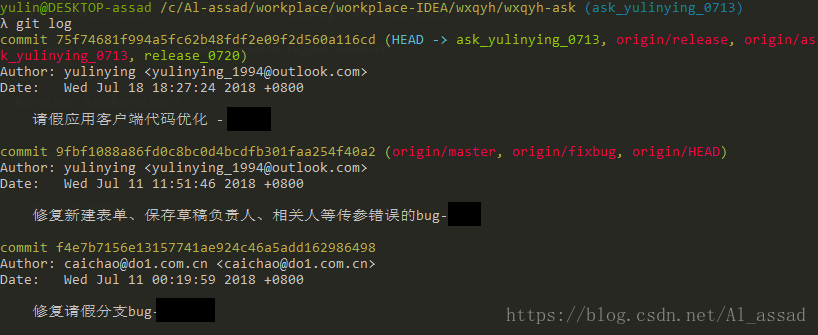 yulin@DESKTOP-assad /c/Al-assad/workplace/workplace-IDEA/wxqyh/wxqyh-ask (ask_yulinying_0713)
λ git log
commit 75f74681f994a5fc62b48fdf2e09f2d560a116cd (HEAD -> ask_yulinying_0713, origin/release, origin/as
k_yulinying_0713, release_0720)
Author: yulinying <yulinying_1994@outlook.com>
Date:   Wed Jul 18 18:27:24 2018 +0800
请假应用客户端代码优化 -
commit 9fbf1088a86fd0c8bc0d4bcdfb301faa254f40a2 (origin/master, origin/fixbug, origin/HEAD)
Author: yulinying <yulinying_1994@outlook.com>
Date:   Wed Jul 11 11:51:46 2018 +0800
修复新建表单、保存草稿负责人、相关人等传参错误的bug-
commit f4e7b7156e13157741ae924c46a5add162986498
Author: caichao@do1.com.cn <caichao@do1.com.cn>
Date:   Wed Jul 11 00:19:59 2018 +0800
修复请假分支bug-
https://blog.csdn.net/Al_assad